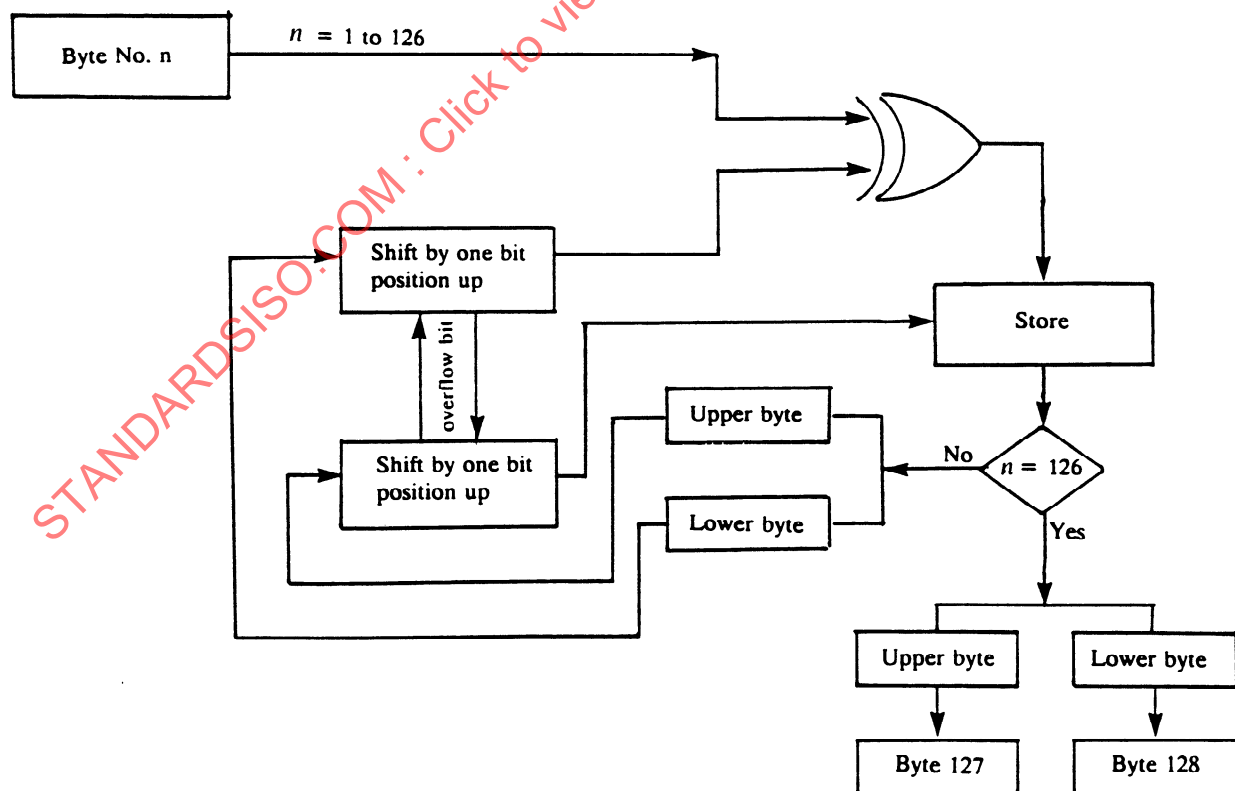 Byte No. n
n = 1 to 126
STANDARDSISO.COM : Click to vie
Shift by one bit
position up
overflow bit
Store
Upper byte
Shift by one bit
position up
No
n = 126
Lower byte
Yes
Upper byte
Lower byte
Byte 127
Byte 128